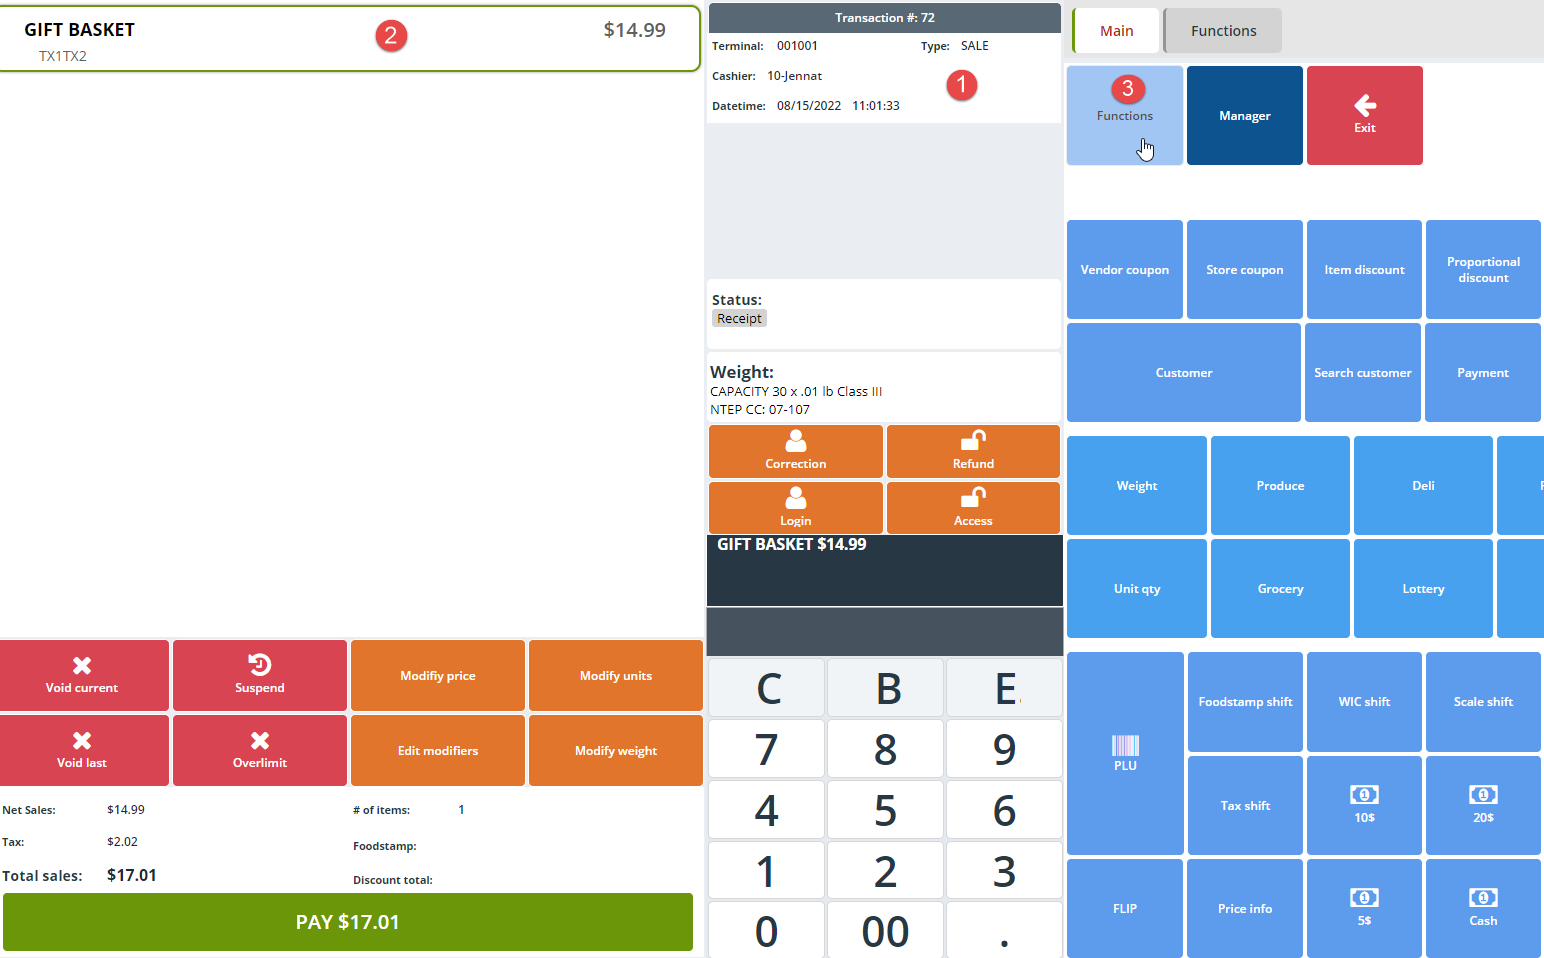 GIFT BASKET $14.99
TX1TX2
2
Void current
Suspend
Modifiy price
Modify units
Void last
Overlimit
Edit modifiers
Modify weight
Net Sales: $14.99 # of items: 1
Tax: $2.02 Foodstamp:
Total sales: $17.01 Discount total:
PAY $17.01
Transaction #: 72
Terminal: 001001 Type: SALE
Cashier: 10-Jennat
1
Datetime: 08/15/2022 11:01:33
Status:
Receipt
Weight:
CAPACITY 30 x .01 lb Class III
NTEP CC: 07-107
Correction
Refund
Login
Access
GIFT BASKET $14.99
C B E
7 8 9
4 5 6
1 2 3
0 00 .
Main
Functions
3
Functions
Manager
Exit
Vendor coupon
Store coupon
Item discount
Proportional
discount
Customer
Search customer
Payment
Weight
Produce
Deli
Unit qty
Grocery
Lottery
PLU
Foodstamp shift
WIC shift
Scale shift
Tax shift
10$
20$
FLIP
Price info
5$
Cash